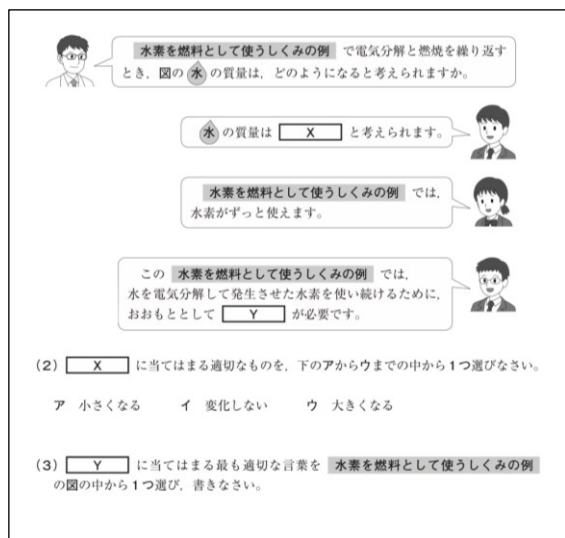 水素を燃料として使うしくみの例 で電気分解と燃焼を繰り返す
とき，図の 水 の質量は，どのようになると考えられますか。
水 の質量は X と考えられます。
水素を燃料として使うしくみの例 では，
水素がずっと使えます。
この 水素を燃料として使うしくみの例 では，
水を電気分解して発生させた水素を使い続けるために，
おおもととして Y が必要です。
(2) X に当てはまる適切なものを，下のアからウまでの中から1つ選びなさい。
ア 小さくなる イ 変化しない ウ 大きくなる
(3) Y に当てはまる最も適切な言葉を 水素を燃料として使うしくみの例
の図の中から1つ選び，書きなさい。